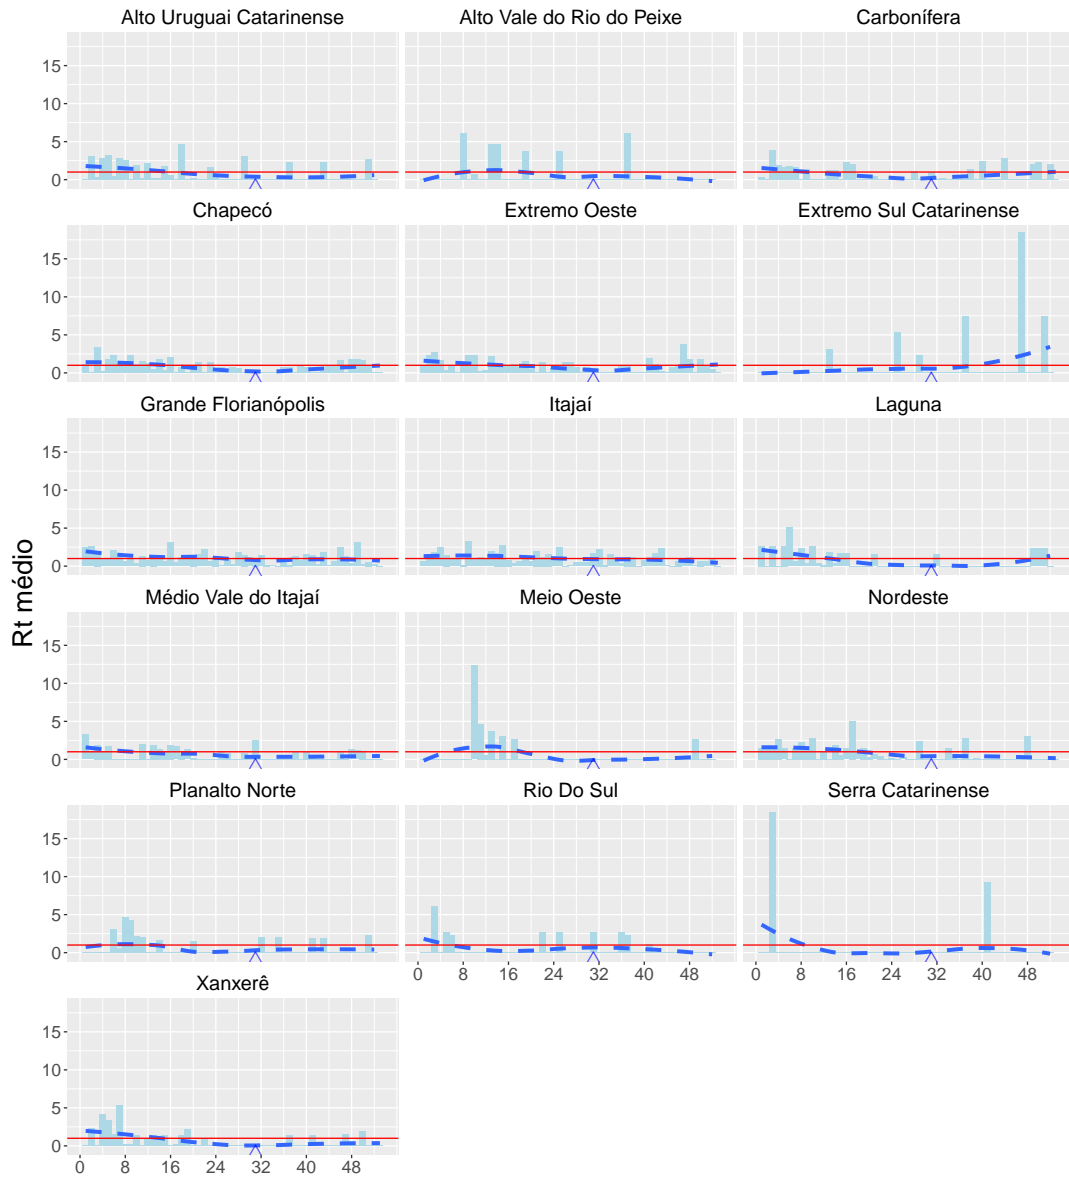 Alto Uruguai Catarinense Alto Vale do Rio do Peixe Carbonífera
15
10
5
0
Chapecó Extremo Oeste Extremo Sul Catarinense
15
10
5
0
Grande Florianópolis Itajaí Laguna
15
10
5
0
Rt médio
Médio Vale do Itajaí Meio Oeste Nordeste
15
10
5
0
Planalto Norte Rio Do Sul Serra Catarinense
15
10
5
0
0 8 16 24 32 40 48 0 8 16 24 32 40 48
Xanxerê
15
10
5
0
0 8 16 24 32 40 48